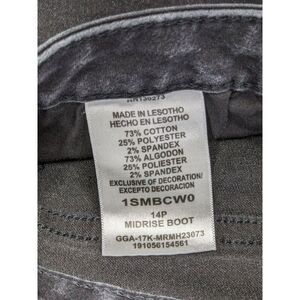 RN130273
MADE IN LESOTHO
HECHO EN LESOTHO
73% COTTON
25% POLYESTER
2% SPANDEX
73% ALGODON
25% POLIESTER
2% SPANDEX
EXCLUSIVE OF DECORATION/
EXCEPTO DECORACION
1SMBCW0
14P
MIDRISE BOOT
GGA-17K-MRMH23073
191056154561